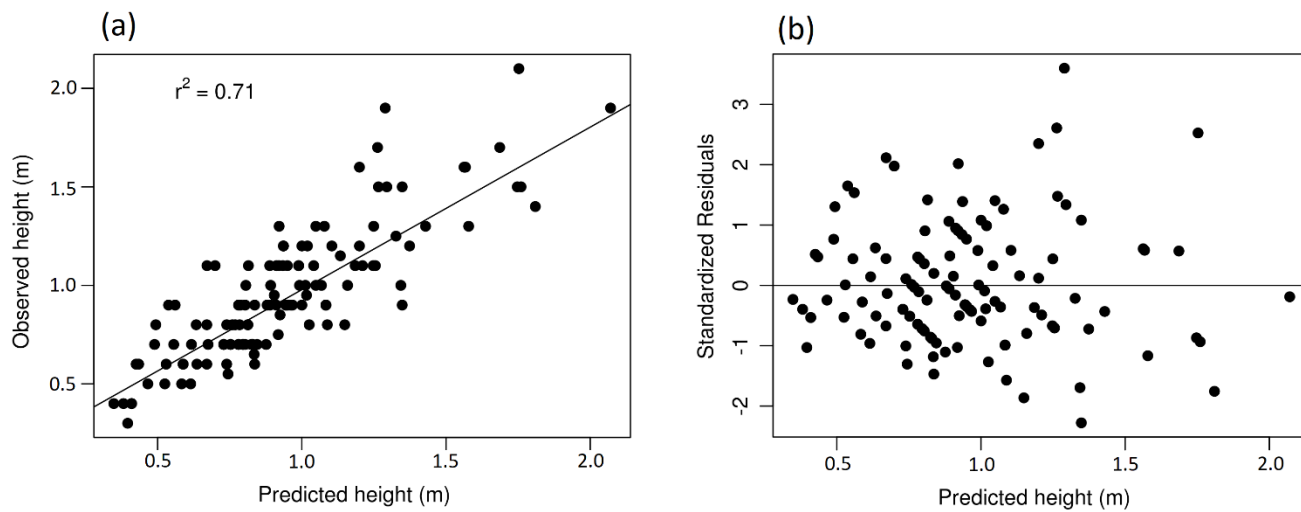 (a)
r² = 0.71
Observed height (m)
2.0
1.5
1.0
0.5
0.5 1.0 1.5 2.0
Predicted height (m)
(b)
Standardized Residuals
3
2
1
0
-1
-2
0.5 1.0 1.5 2.0
Predicted height (m)